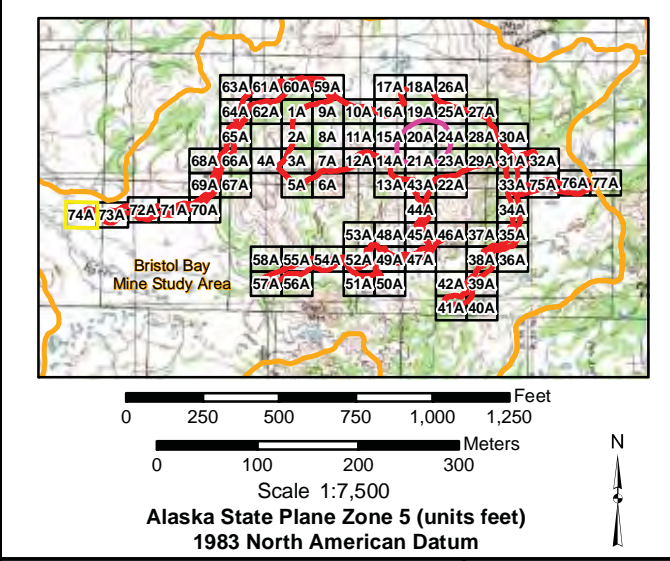 63A 61A 60A 59A 17A 18A 26A
64A 62A 1A 9A 10A 16A 19A 25A 27A
65A 2A 8A 11A 15A 20A 24A 28A 30A
68A 66A 4A 3A 7A 12A 14A 21A 23A 29A 31A 32A
69A 67A 5A 6A 13A 43A 22A 33A 75A 76A 77A
74A 73A 72A 71A 70A 44A 34A
53A 48A 45A 46A 37A 35A
58A 55A 54A 52A 49A 47A 38A 36A
57A 56A 51A 50A 42A 39A
41A 40A
Bristol Bay
Mine Study Area
Feet
0 250 500 750 1,000 1,250
Meters
0 100 200 300
N
Scale 1:7,500
Alaska State Plane Zone 5 (units feet)
1983 North American Datum